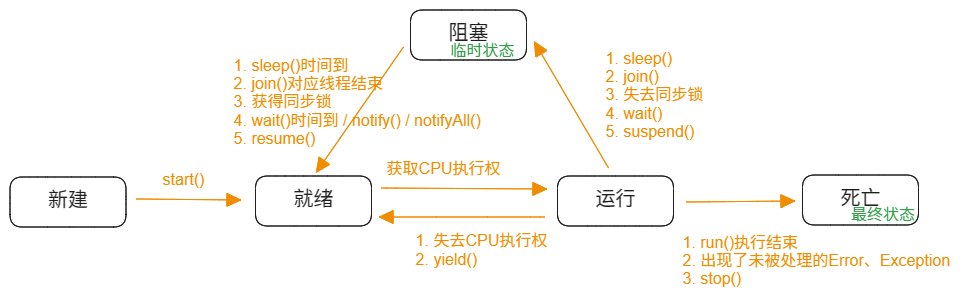 阻塞
临时状态
1. sleep()时间到
2. join()对应线程结束
3. 获得同步锁
4. wait()时间到 / notify() / notifyAll()
5. resume()
1. sleep()
2. join()
3. 失去同步锁
4. wait()
5. suspend()
新建
start()
就绪
获取CPU执行权
运行
死亡
最终状态
1. 失去CPU执行权
2. yield()
1. run()执行结束
2. 出现了未被处理的Error、Exception
3. stop()